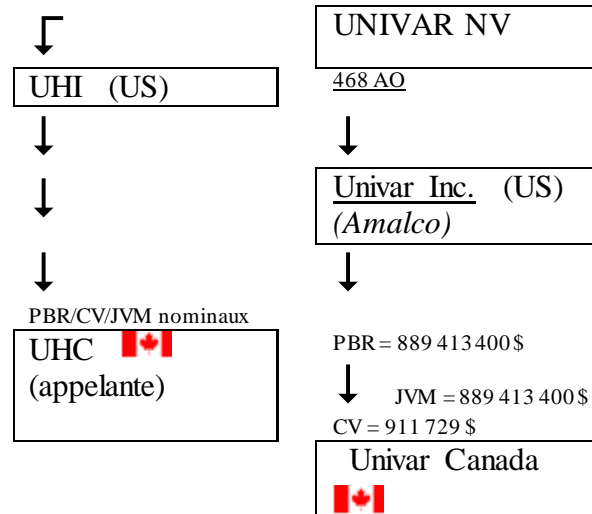 UNIVAR NV
UHI (US)
468 AO
Univar Inc. (US)
(Amalco)
PBR/CV/JVM nominaux
UHC
(appelante)
PBR = 889 413 400 $
JVM = 889 413 400 $
CV = 911 729 $
Univar Canada